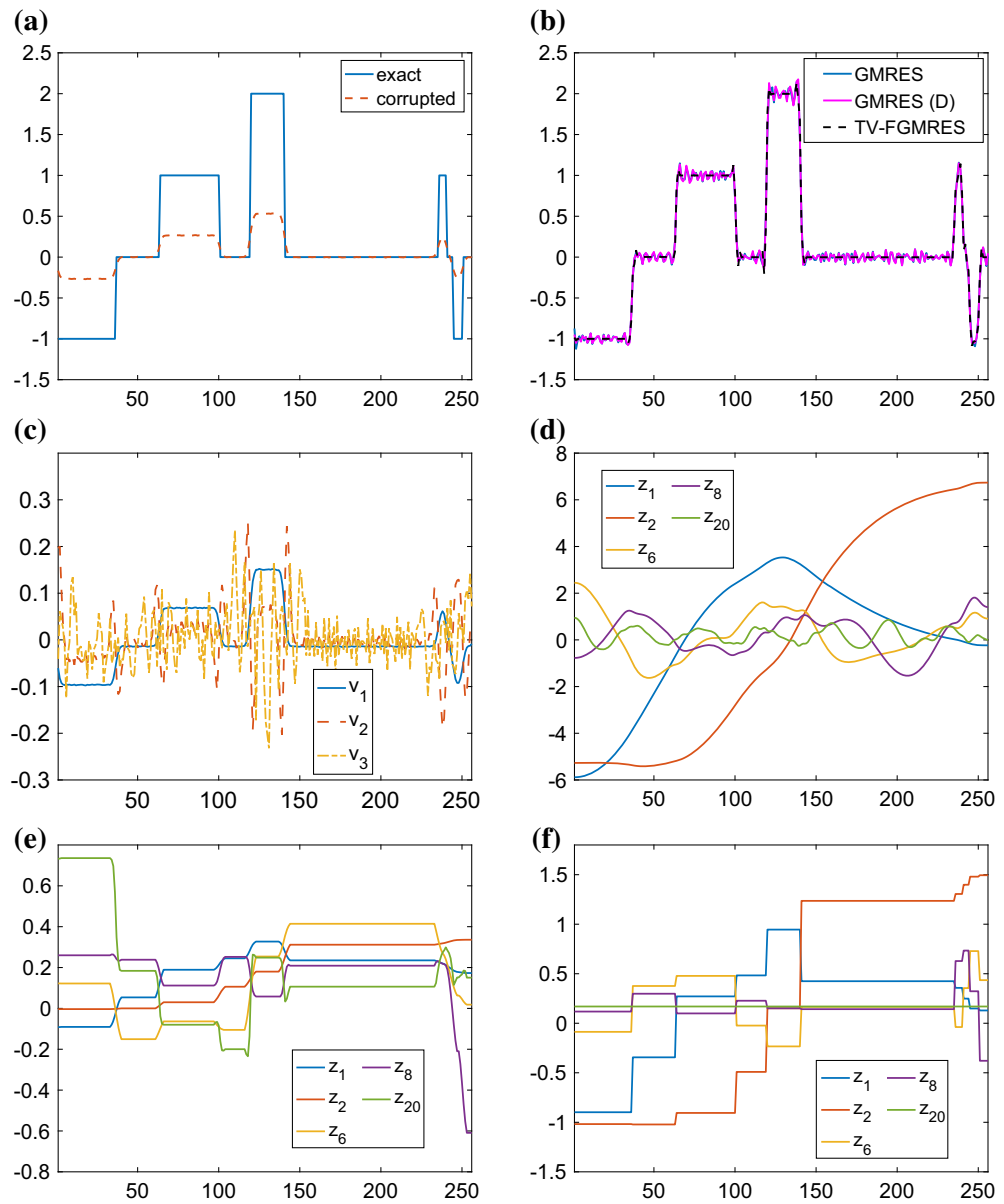 (a)
2.5
2
1.5
1
0.5
0
-0.5
-1
-1.5
50 100 150 200 250
exact
corrupted
(b)
2.5
2
1.5
1
0.5
0
-0.5
-1
-1.5
50 100 150 200 250
GMRES
GMRES (D)
TV-FGMRES
(c)
0.3
0.2
0.1
0
-0.1
-0.2
-0.3
50 100 150 200 250
v1
v2
v3
(d)
8
6
4
2
0
-2
-4
-6
50 100 150 200 250
z1 z8
z2 z20
z6
(e)
0.6
0.4
0.2
0
-0.2
-0.4
-0.6
-0.8
50 100 150 200 250
z1 z8
z2 z20
z6
(f)
1.5
1
0.5
0
-0.5
-1
-1.5
50 100 150 200 250
z1 z8
z2 z20
z6